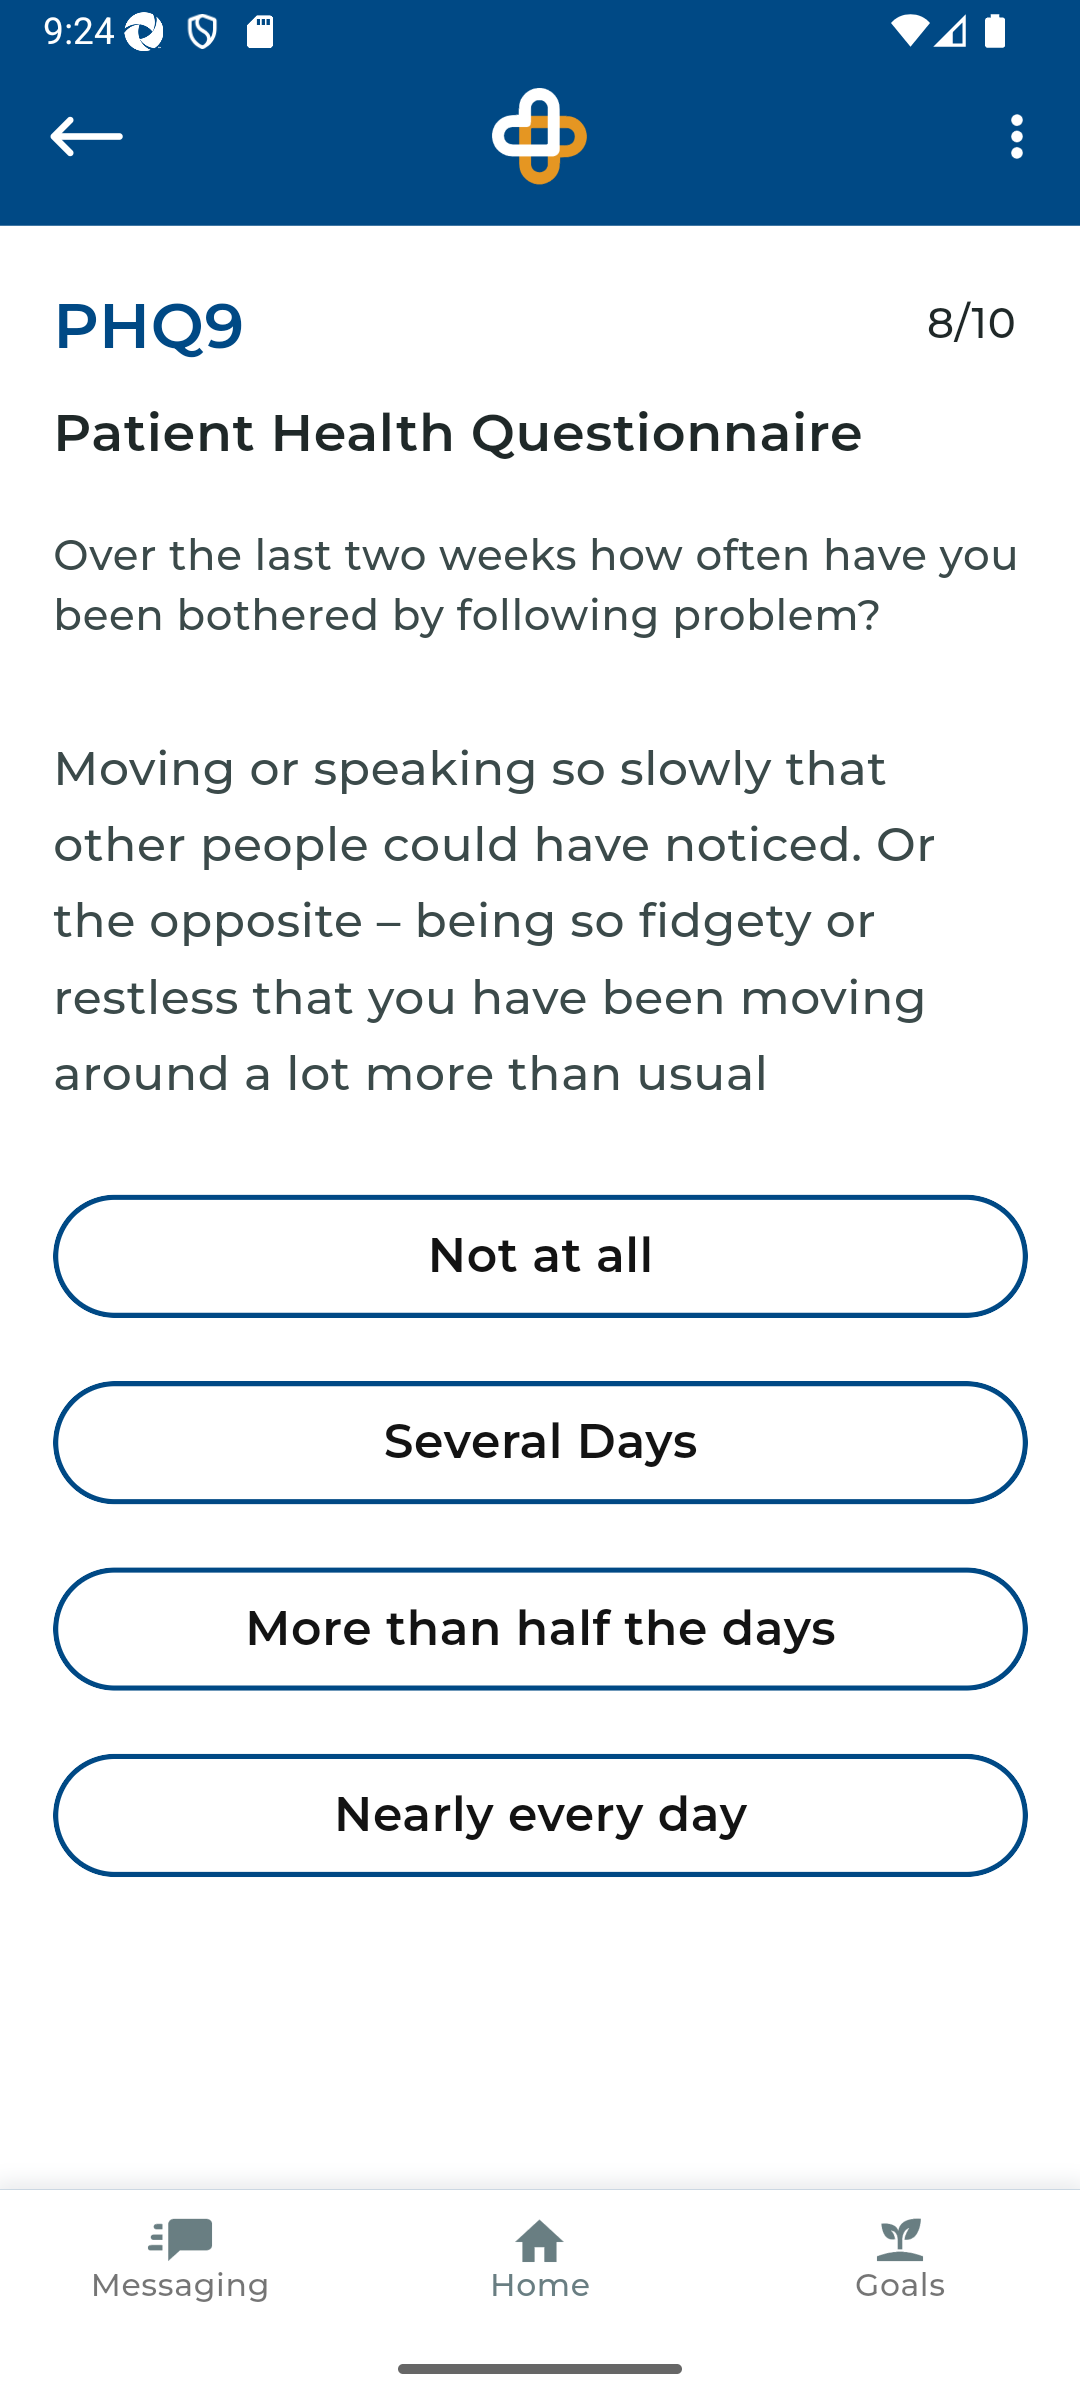 9:24
PHQ9
8/10
Patient Health Questionnaire
Over the last two weeks how often have you
been bothered by following problem?
Moving or speaking so slowly that
other people could have noticed. Or
the opposite – being so fidgety or
restless that you have been moving
around a lot more than usual
Not at all
Several Days
More than half the days
Nearly every day
Messaging
Home
Goals